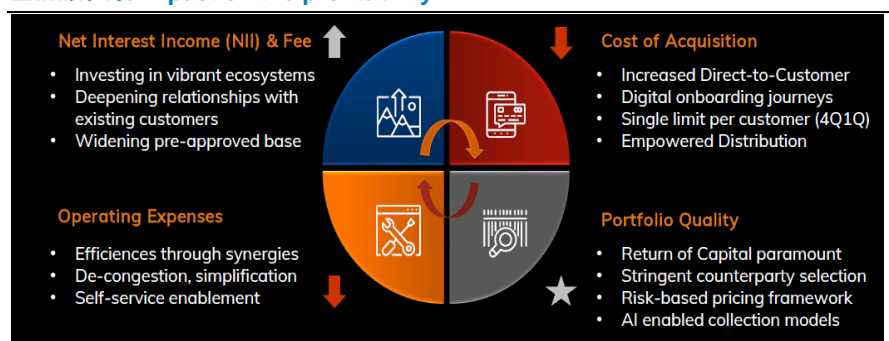 Net Interest Income (NII) & Fee
• Investing in vibrant ecosystems
• Deepening relationships with
existing customers
• Widening pre-approved base
Cost of Acquisition
• Increased Direct-to-Customer
• Digital onboarding journeys
• Single limit per customer (4Q1Q)
• Empowered Distribution
Operating Expenses
• Efficiences through synergies
• De-congestion, simplification
• Self-service enablement
Portfolio Quality
• Return of Capital paramount
• Stringent counterparty selection
• Risk-based pricing framework
• AI enabled collection models